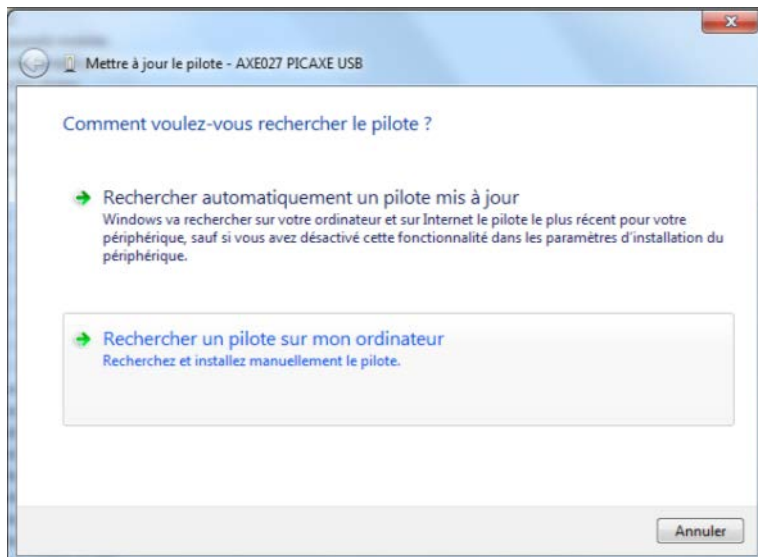 Mettre à jour le pilote - AXE027 PICAXE USB
Comment voulez-vous rechercher le pilote ?
Rechercher automatiquement un pilote mis à jour
Windows va rechercher sur votre ordinateur et sur Internet le pilote le plus récent pour votre
périphérique, sauf si vous avez désactivé cette fonctionnalité dans les paramètres d'installation du
périphérique.
Rechercher un pilote sur mon ordinateur
Recherchez et installez manuellement le pilote.
Annuler